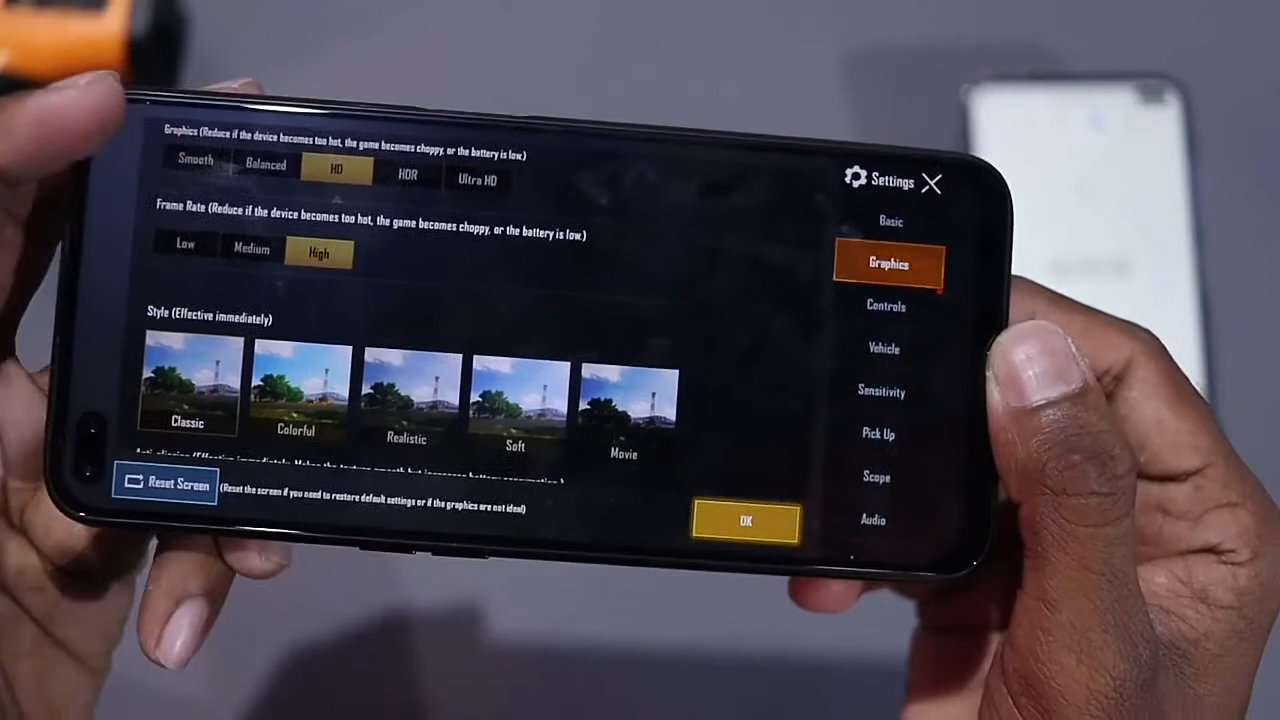 Graphics (Reduce if the device becomes too hot, the game becomes choppy, or the battery is low.)
Smooth Balanced HD HDR Ultra HD
Frame Rate (Reduce if the device becomes too hot, the game becomes choppy, or the battery is low.)
Low Medium High
Style (Effective immediately)
Classic Colorful Realistic Soft Movie
Reset Screen (Reset the screen if you need to restore default settings or if the graphics are not ideal)
OK
Settings
Basic
Graphics
Controls
Vehicle
Sensitivity
Pick Up
Scope
Audio